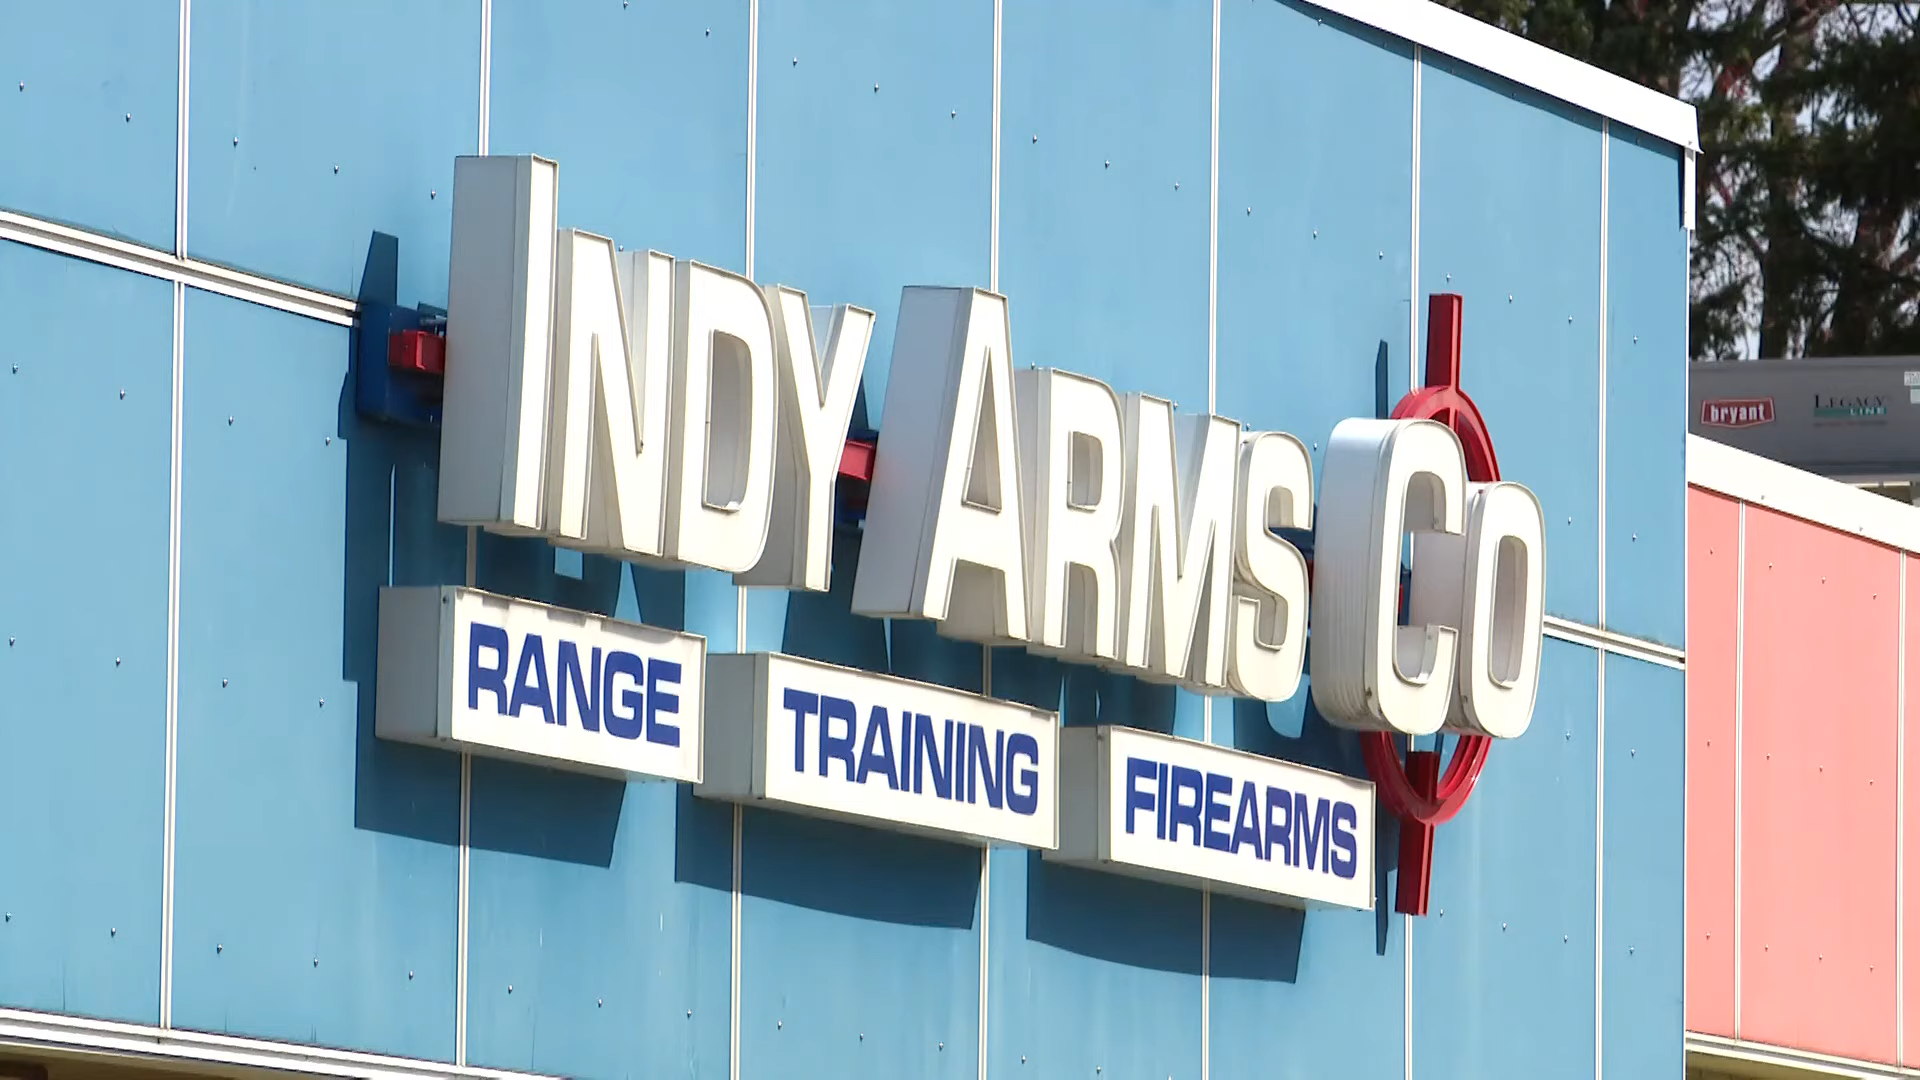 INDY ARMS CO
RANGE
TRAINING
FIREARMS
bryant
LEGACY
LINE